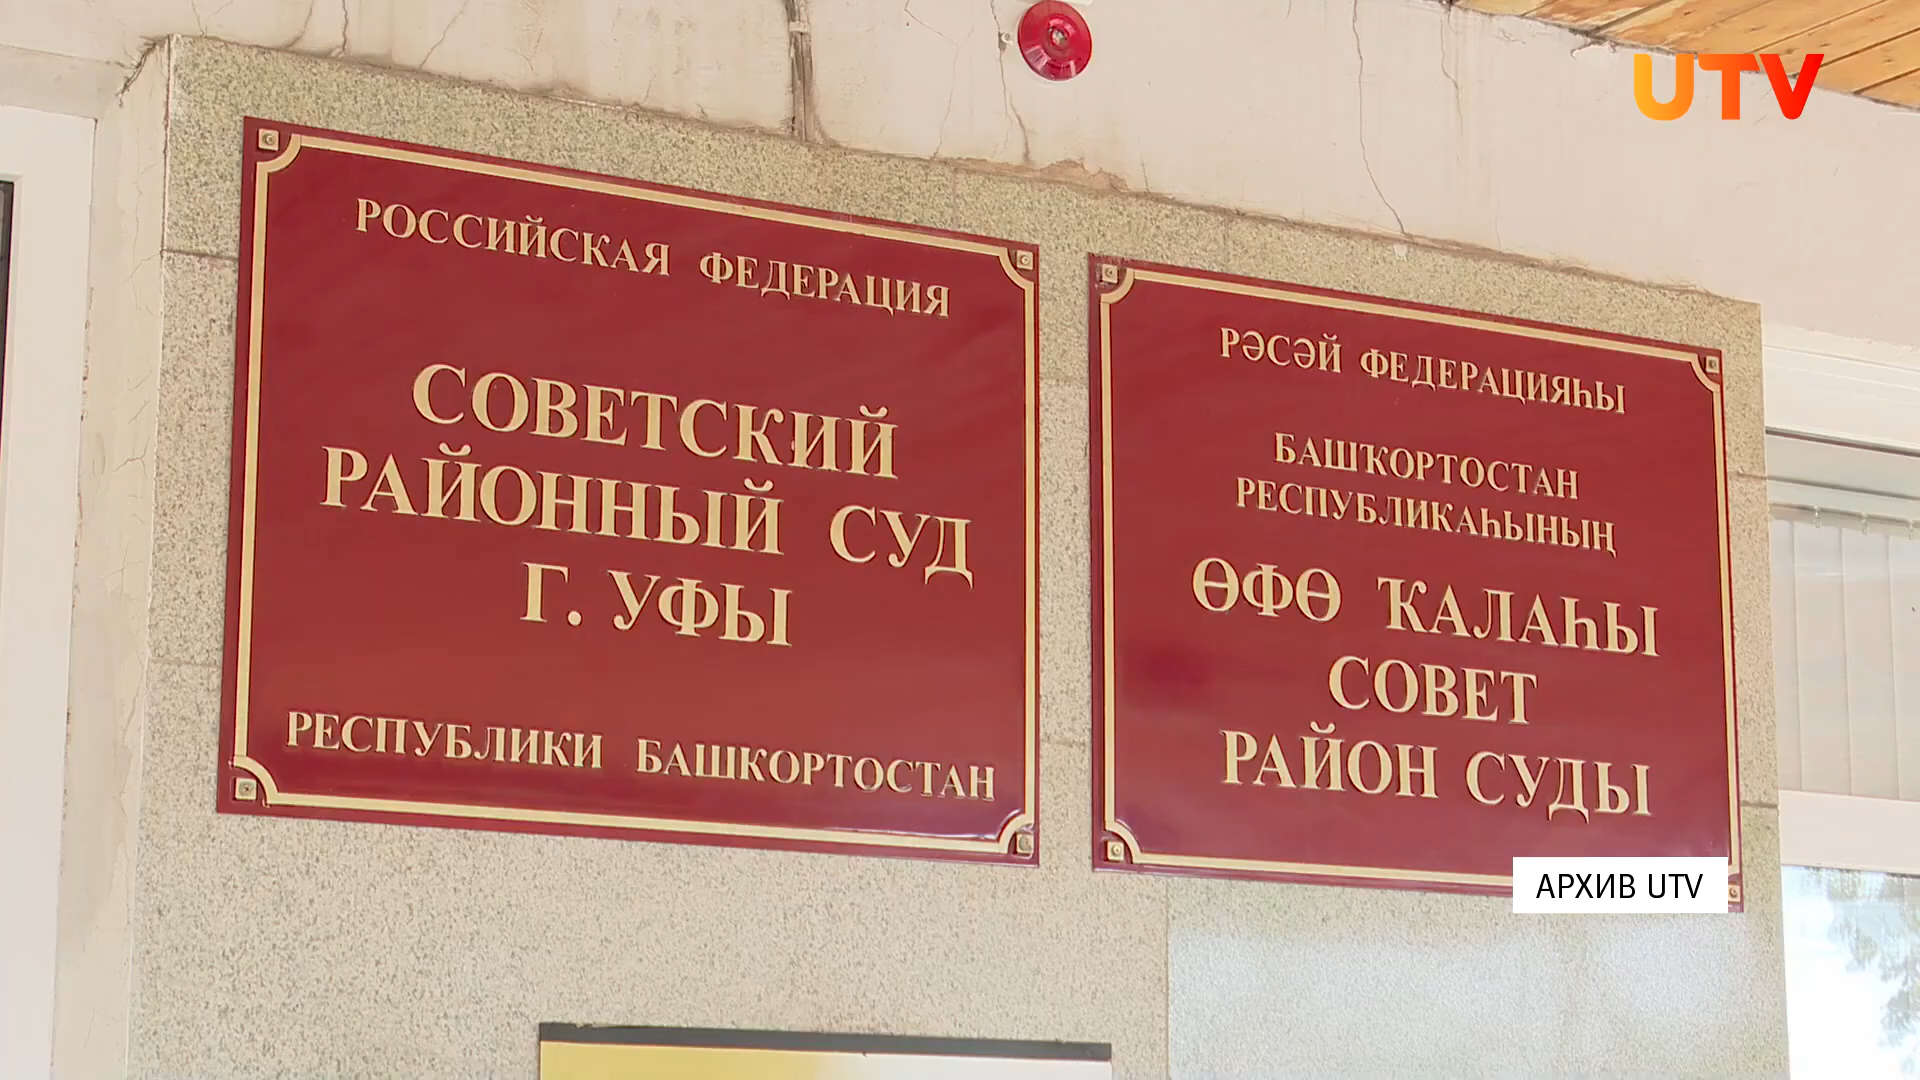 UTV
РОССИЙСКАЯ ФЕДЕРАЦИЯ
СОВЕТСКИЙ
РАЙОННЫЙ СУД
Г. УФЫ
РЕСПУБЛИКИ БАШКОРТОСТАН
РӘСӘЙ ФЕДЕРАЦИЯҺЫ
БАШҠОРТОСТАН
РЕСПУБЛИКАҺЫНЫҢ
ӨФӨ ҠАЛАҺЫ
СОВЕТ
РАЙОН СУДЫ
АРХИВ UTV